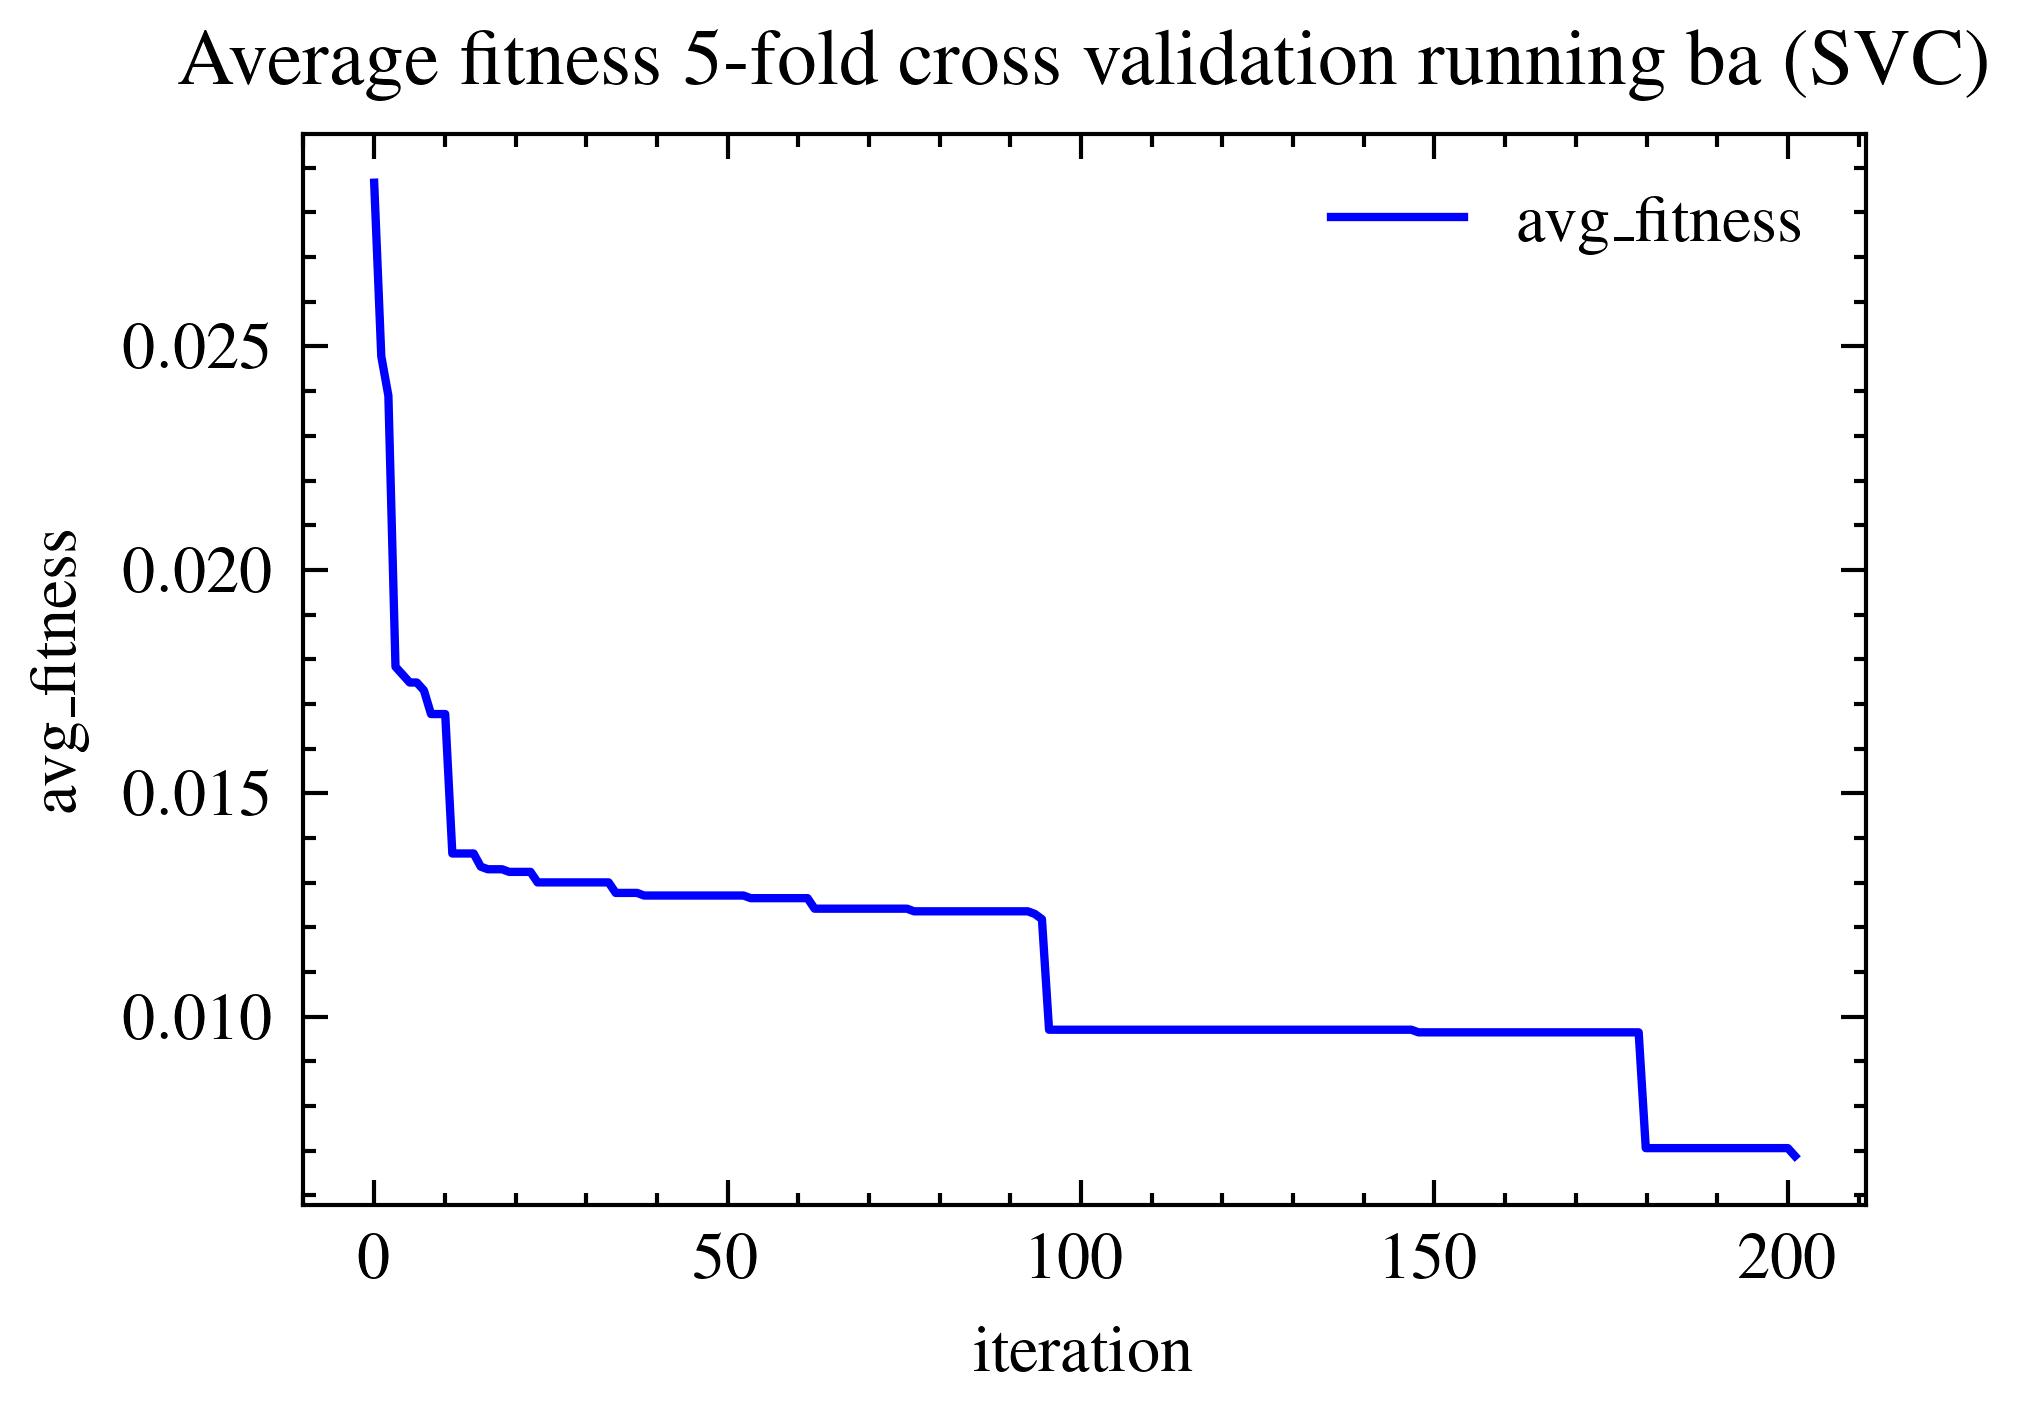 Average fitness 5-fold cross validation running ba (SVC)
avg_fitness
0.025
0.020
0.015
0.010
avg_fitness
0 50 100 150 200
iteration